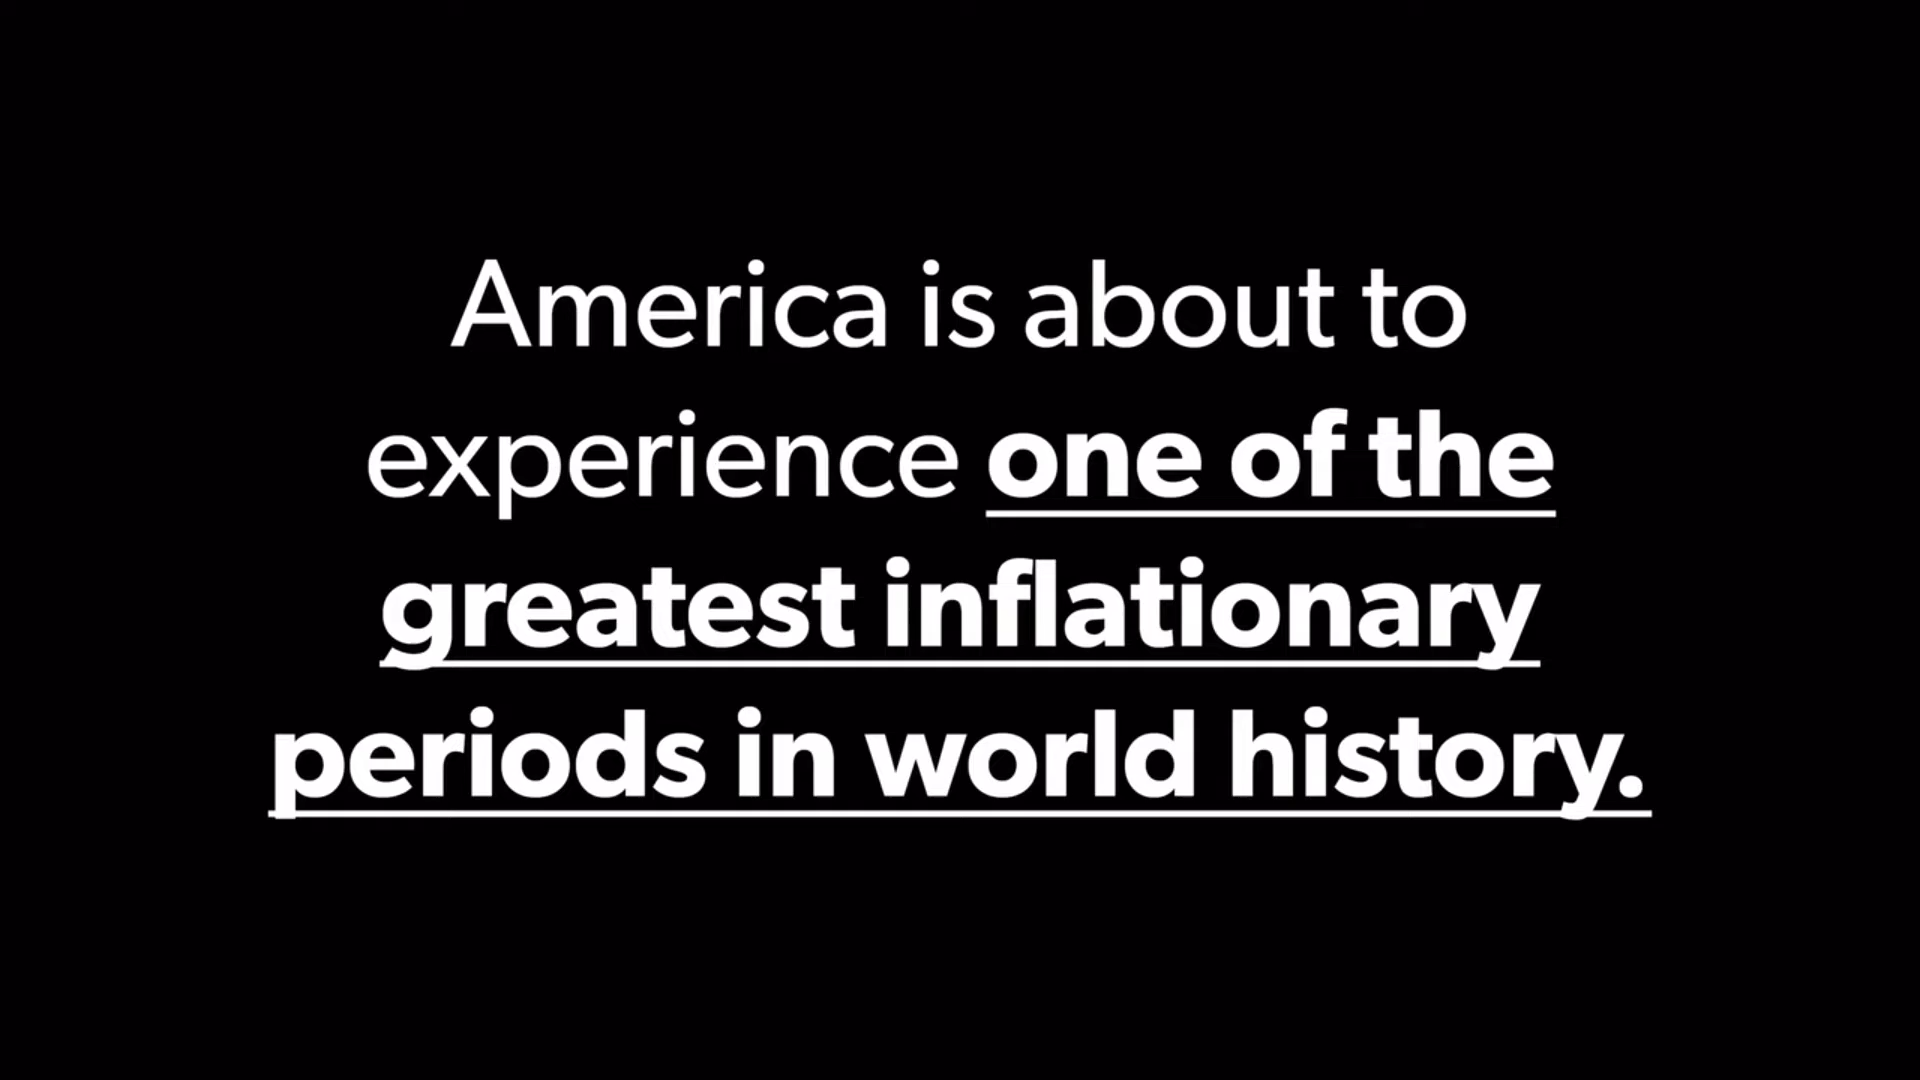 America is about to
experience one of the
greatest inflationary
periods in world history.